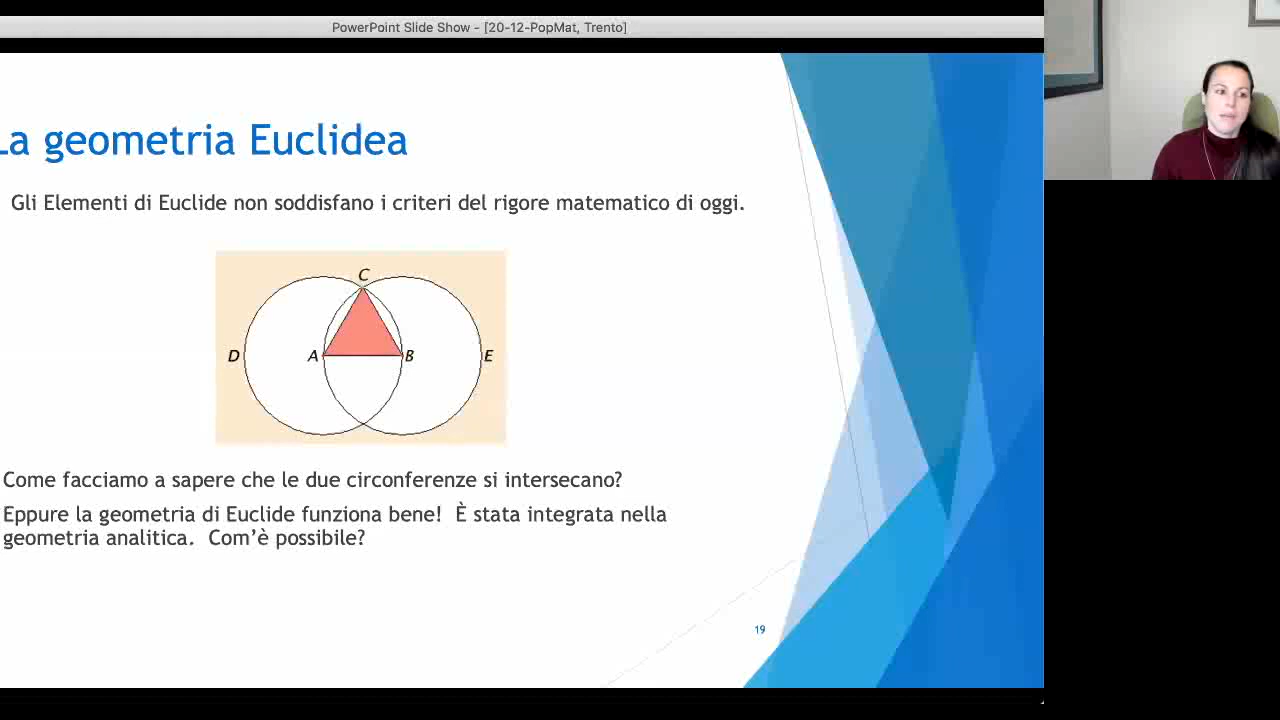 PowerPoint Slide Show - [20-12-PopMat, Trento]
La geometria Euclidea
Gli Elementi di Euclide non soddisfano i criteri del rigore matematico di oggi.
C
D
A
B
E
Come facciamo a sapere che le due circonferenze si intersecano?
Eppure la geometria di Euclide funziona bene! È stata integrata nella
geometria analitica. Com’è possibile?
19